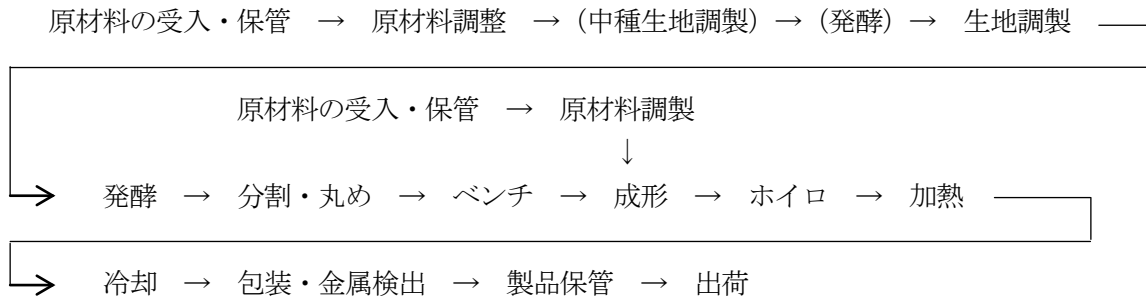 原材料の受入・保管 → 原材料調整 →（中種生地調製）→（発酵）→ 生地調製
原材料の受入・保管 → 原材料調製
↓
発酵 → 分割・丸め → ベンチ → 成形 → ホイロ → 加熱
冷却 → 包装・金属検出 → 製品保管 → 出荷